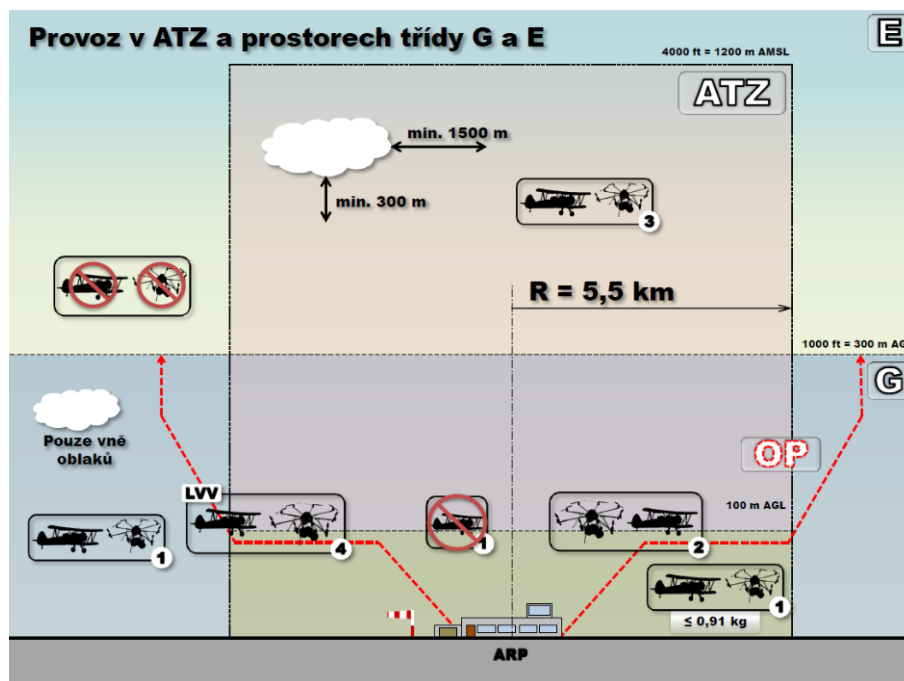 Provoz v ATZ a prostorech třídy G a E
E
4000 ft = 1200 m AMSL
ATZ
min. 1500 m
min. 300 m
3
R = 5,5 km
1000 ft = 300 m AGL
G
Pouze vně
oblaků
OP
LVV
100 m AGL
1
4
1
2
1
≤ 0,91 kg
ARP